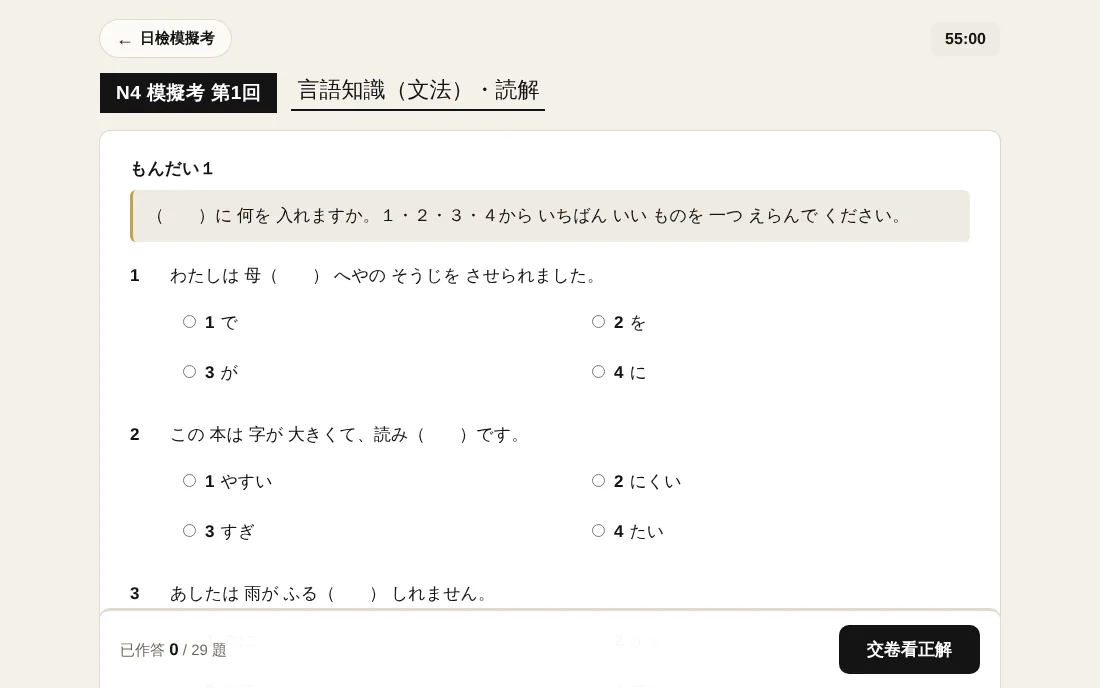 ← 日檢模擬考
55:00
N4 模擬考 第1回
言語知識（文法）・読解
もんだい１
（　　）に 何を 入れますか。１・２・３・４から いちばん いい ものを 一つ えらんで ください。
1 わたしは 母（　　） へやの そうじを させられました。
1 で
2 を
3 が
4 に
2 この 本は 字が 大きくて、読み（　　）です。
1 やすい
2 にくい
3 すぎ
4 たい
3 あしたは 雨が ふる（　　） しれません。
已作答 0 / 29 題
交卷看正解